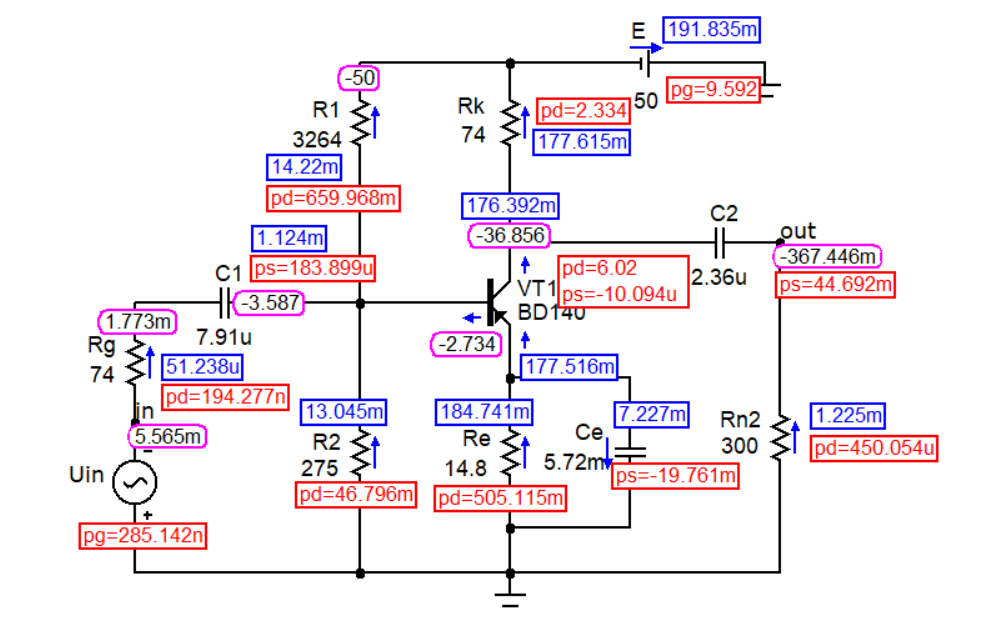 E
191.835m
-50
50
pg=9.592
R1
3264
Rk
74
pd=2.334
177.615m
14.22m
pd=659.968m
176.392m
-36.856
C2
2.36u
out
-367.446m
ps=44.692m
1.124m
ps=183.899u
C1
-3.587
7.91u
VT1
BD140
pd=6.02
ps=-10.094u
1.773m
Rg
74
51.238u
pd=194.277n
-2.734
177.516m
in
5.565m
-
Uin
+
pg=285.142n
13.045m
R2
275
pd=46.796m
184.741m
Re
14.8
pd=505.115m
7.227m
Ce
5.72m
ps=-19.761m
Rn2
300
1.225m
pd=450.054u